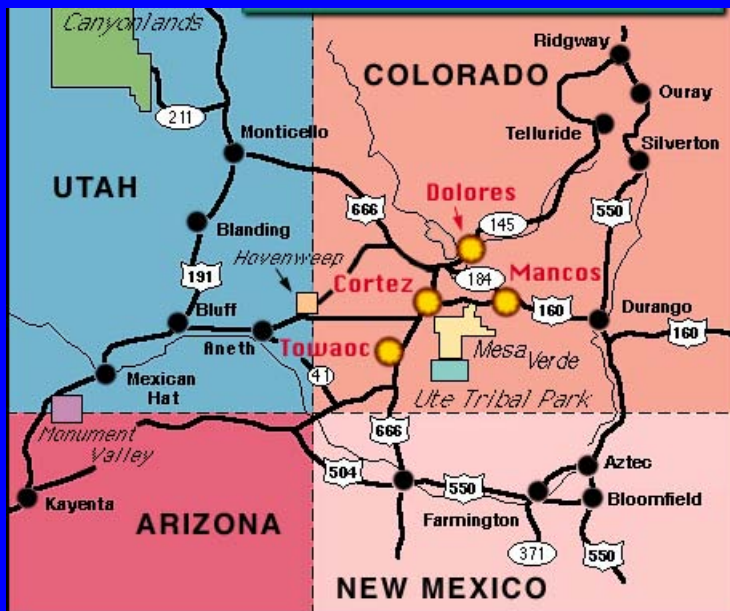 Canyonlands
Ridgway
COLORADO
Ouray
211
Telluride
Monticello
Silverton
UTAH
Dolores
666
145
550
Blanding
Hovenweep
191
Cortez
184
Mancos
Bluff
160
Durango
Aneth
Towaoc
Mesa Verde
160
Mexican
Hat
41
Ute Tribal Park
Monument
Valley
666
Aztec
504
550
Kayenta
Farmington
Bloomfield
ARIZONA
371
550
NEW MEXICO